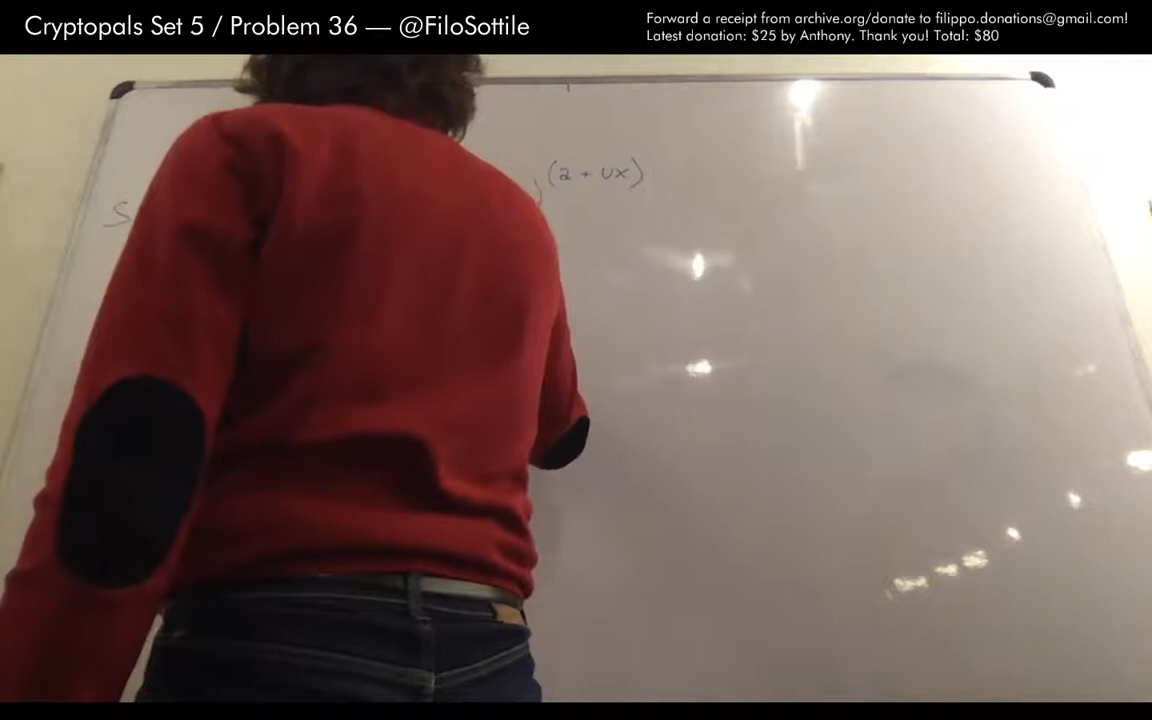 Cryptopals Set 5 / Problem 36 — @FiloSottile
Forward a receipt from archive.org/donate to filippo.donations@gmail.com!
Latest donation: $25 by Anthony. Thank you! Total: $80
S ) (a + ux)